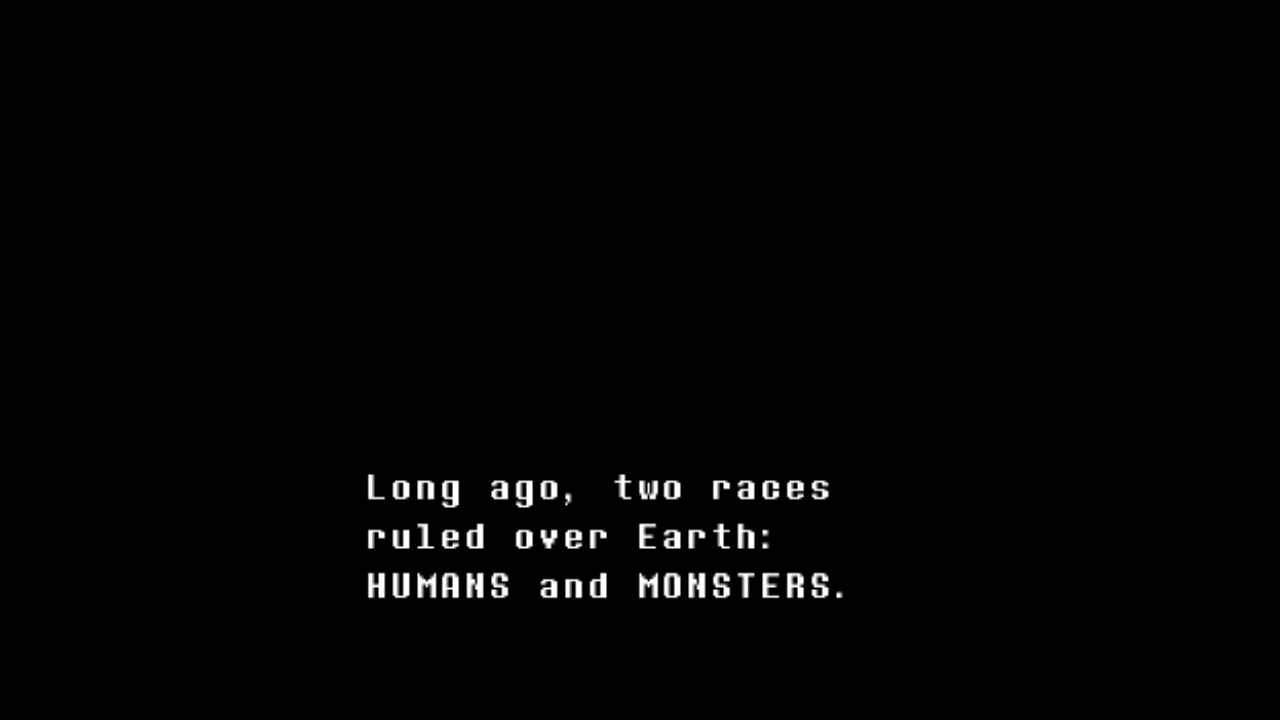 Long ago, two races
ruled over Earth:
HUMANS and MONSTERS.